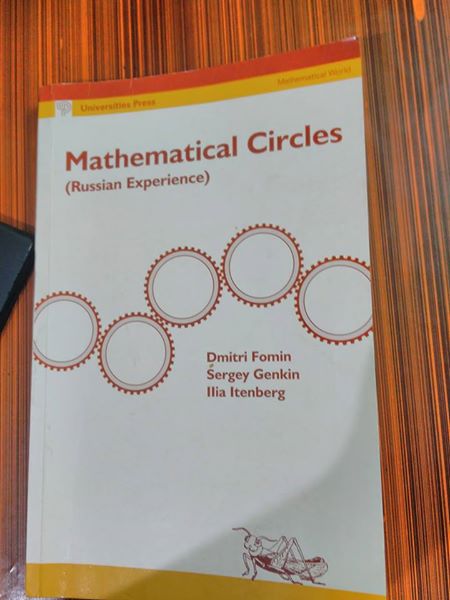 Universities Press
Mathematical World
Mathematical Circles
(Russian Experience)
Dmitri Fomin
Sergey Genkin
Ilia Itenberg